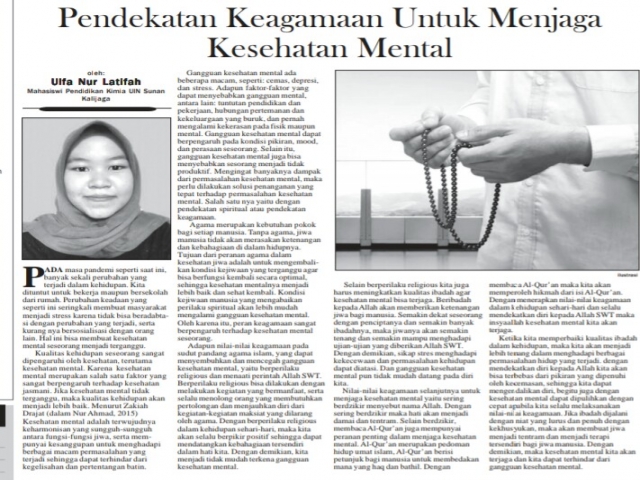 Pendekatan Keagamaan Untuk Menjaga
Kesehatan Mental
oleh:
Ulfa Nur Latifah
Mahasiswi Pendidikan Kimia UIN Sunan
Kalijaga
PADA masa pandemi seperti saat ini,
banyak sekali perubahan yang
terjadi dalam kehidupan. Kita
dituntut untuk bekerja maupun bersekolah
dari rumah. Perubahan keadaan yang
seperti ini seringkali membuat masyarakat
menjadi stress karena tidak bisa beradabta-
si dengan perubahan yang terjadi, serta
kurang nya bersosialisasi dengan orang
lain. Hal ini bisa membuat kesehatan
mental seseorang menjadi terganggu.
Kualitas kehidupan seseorang sangat
dipengaruhi oleh kesehatan, terutama
kesehatan mental. Karena kesehatan
mental merupakan salah satu faktor yang
sangat berpengaruh terhadap kesehatan
jasmani. Jika kesehatan mental tidak
terganggu, maka kualitas kehidupan akan
menjadi lebih baik. Menurut Zakiah
Drajat (dalam Nur Ahmad, 2015)
Kesehatan mental adalah terwujudnya
keharmonisan yang sungguh-sungguh
antara fungsi-fungsi jiwa, serta mem-
punyai kesanggupan untuk menghadapi
berbagai macam permasalahan yang
terjadi sehingga dapat terhindar dari
kegelisahan dan pertentangan batin.
Gangguan kesehatan mental ada
beberapa macam, seperti: cemas, depresi,
dan stress. Adapun faktor-faktor yang
dapat menyebabkan gangguan mental,
antara lain: tuntutan pendidikan dan
pekerjaan, hubungan pertemanan dan
kekeluargaan yang buruk, dan pernah
mengalami kekerasan pada fisik maupun
mental. Gangguan kesehatan mental dapat
berpengaruh pada kondisi pikiran, mood,
dan perasaan seseorang. Selain itu,
gangguan kesehatan mental juga bisa
menyebabkan seseorang menjadi tidak
produktif. Mengingat banyaknya dampak
dari permasalahan kesehatan mental, maka
perlu dilakukan solusi penanganan yang
tepat terhadap permasalahan kesehatan
mental. Salah satu nya yaitu dengan
pendekatan spiritual atau pendekatan
keagamaan.
Agama merupakan kebutuhan pokok
bagi setiap manusia. Tanpa agama, jiwa
manusia tidak akan merasakan ketenangan
dan kebahagiaan di dalam hidupnya.
Tujuan dari peranan agama dalam
kesehatan jiwa adalah untuk mengembali-
kan kondisi kejiwaan yang terganggu agar
bisa berfungsi kembali secara optimal,
sehingga kesehatan mentalnya menjadi
lebih baik dan sehat kembali. Kondisi
kejiwaan manusia yang mengabaikan
perilaku spiritual akan lebih mudah
mengalami gangguan kesehatan mental.
Oleh karena itu, peran keagamaan sangat
berpengaruh terhadap kesehatan mental
seseorang.
Adapun nilai-nilai keagamaan pada
sudut pandang agama islam, yang dapat
menyembuhkan dan mencegah gangguan
kesehatan mental, yaitu berperilaku
religious dan menaati perintah Allah SWT.
Berperilaku religious bisa dilakukan dengan
melakukan kegiatan yang bermanfaat, serta
selalu menolong orang yang membutuhkan
pertolongan dan menjauhkan diri dari
kegiatan-kegiatan maksiat yang dilarang
oleh agama. Dengan berperilaku religious
dalam kehidupan sehari-hari, maka kita
akan selalu berpikir positif sehingga dapat
mendatangkan kebahagiaan tersendiri
dalam hati kita. Dengan demikian, kita
menjadi tidak mudah terkena gangguan
kesehatan mental.
Selain berperilaku religious kita juga
harus meningkatkan kualitas ibadah agar
kesehatan mental bisa terjaga. Beribadah
kepada Allah akan memberikan ketenangan
jiwa bagi manusia. Semakin dekat seseorang
dengan penciptanya dan semakin banyak
ibadahnya, maka jiwanya akan semakin
tenang dan semakin mampu menghadapi
ujian-ujian yang diberikan Allah SWT.
Dengan demikian, sikap stres menghadapi
kekecewaan dan permasalahan kehidupan
dapat diatasi. Dan gangguan kesehatan
mental pun tidak mudah datang pada diri
kita.
Nilai-nilai keagamaan selanjutnya untuk
menjaga kesehatan mental yaitu sering
berdzikir menyebut nama Allah. Dengan
sering berdzikir maka hati akan menjadi
damai dan tentram. Selain berdzikir,
membaca Al-Qur'an juga mempunyai
peranan penting dalam menjaga kesehatan
mental. Al-Qur'an merupakan pedoman
hidup umat islam, Al-Qur'an berisi
petunjuk bagi manusia untuk membedakan
mana yang haq dan bathil. Dengan
membaca Al-Qur'an maka kita akan
memperoleh hikmah dari isi Al-Qur'an.
Dengan menerapkan nilai-nilai keagamaan
dalam kehidupan sehari-hari dan selalu
mendekatkan diri kepada Allah SWT maka
insyaallah kesehatan mental kita akan
terjaga.
Ketika kita memperbaiki kualitas ibadah
dalam kehidupan, maka kita akan menjadi
lebih tenang dalam menghadapi berbagai
permasalahan hidup yang terjadi. dengan
mendekatkan diri kepada Allah kita akan
bisa terbebas dari pikiran yang dipenuhi
oleh kecemasan, sehingga kita dapat
mengendalikan diri, begitu juga dengan
kesehatan mental dapat dipulihkan dengan
cepat apabila kita selalu melaksanakan
nilai-nilai keagamaan. Jika ibadah dijalani
dengan niat yang lurus dan penuh dengan
kekhusyukan, maka akan membuat jiwa
menjadi tentram dan menjadi terapi
tersendiri bagi jiwa manusia. Dengan
demikian, maka kesehatan mental kita akan
terjaga dan kita dapat terhindar dari
gangguan kesehatan mental.